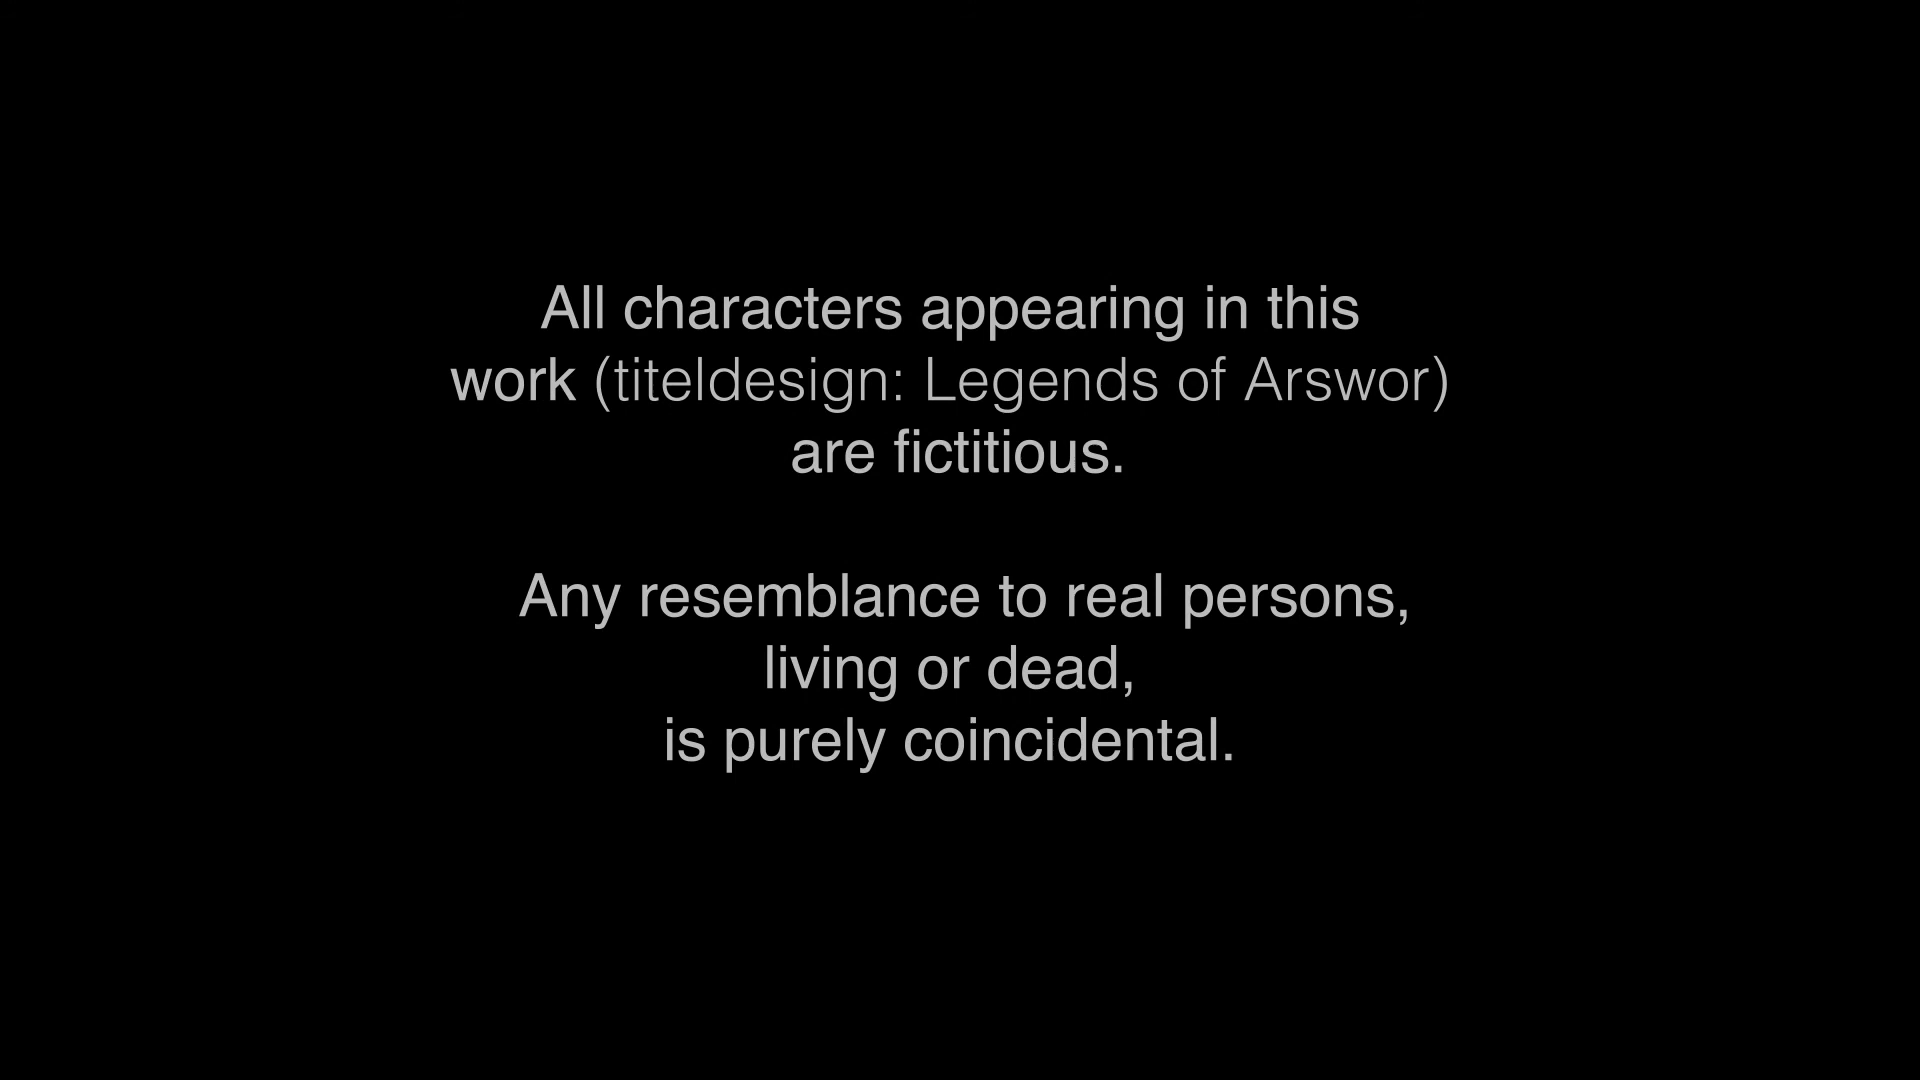 All characters appearing in this
work (titeldesign: Legends of Arswor)
are fictitious.
Any resemblance to real persons,
living or dead,
is purely coincidental.